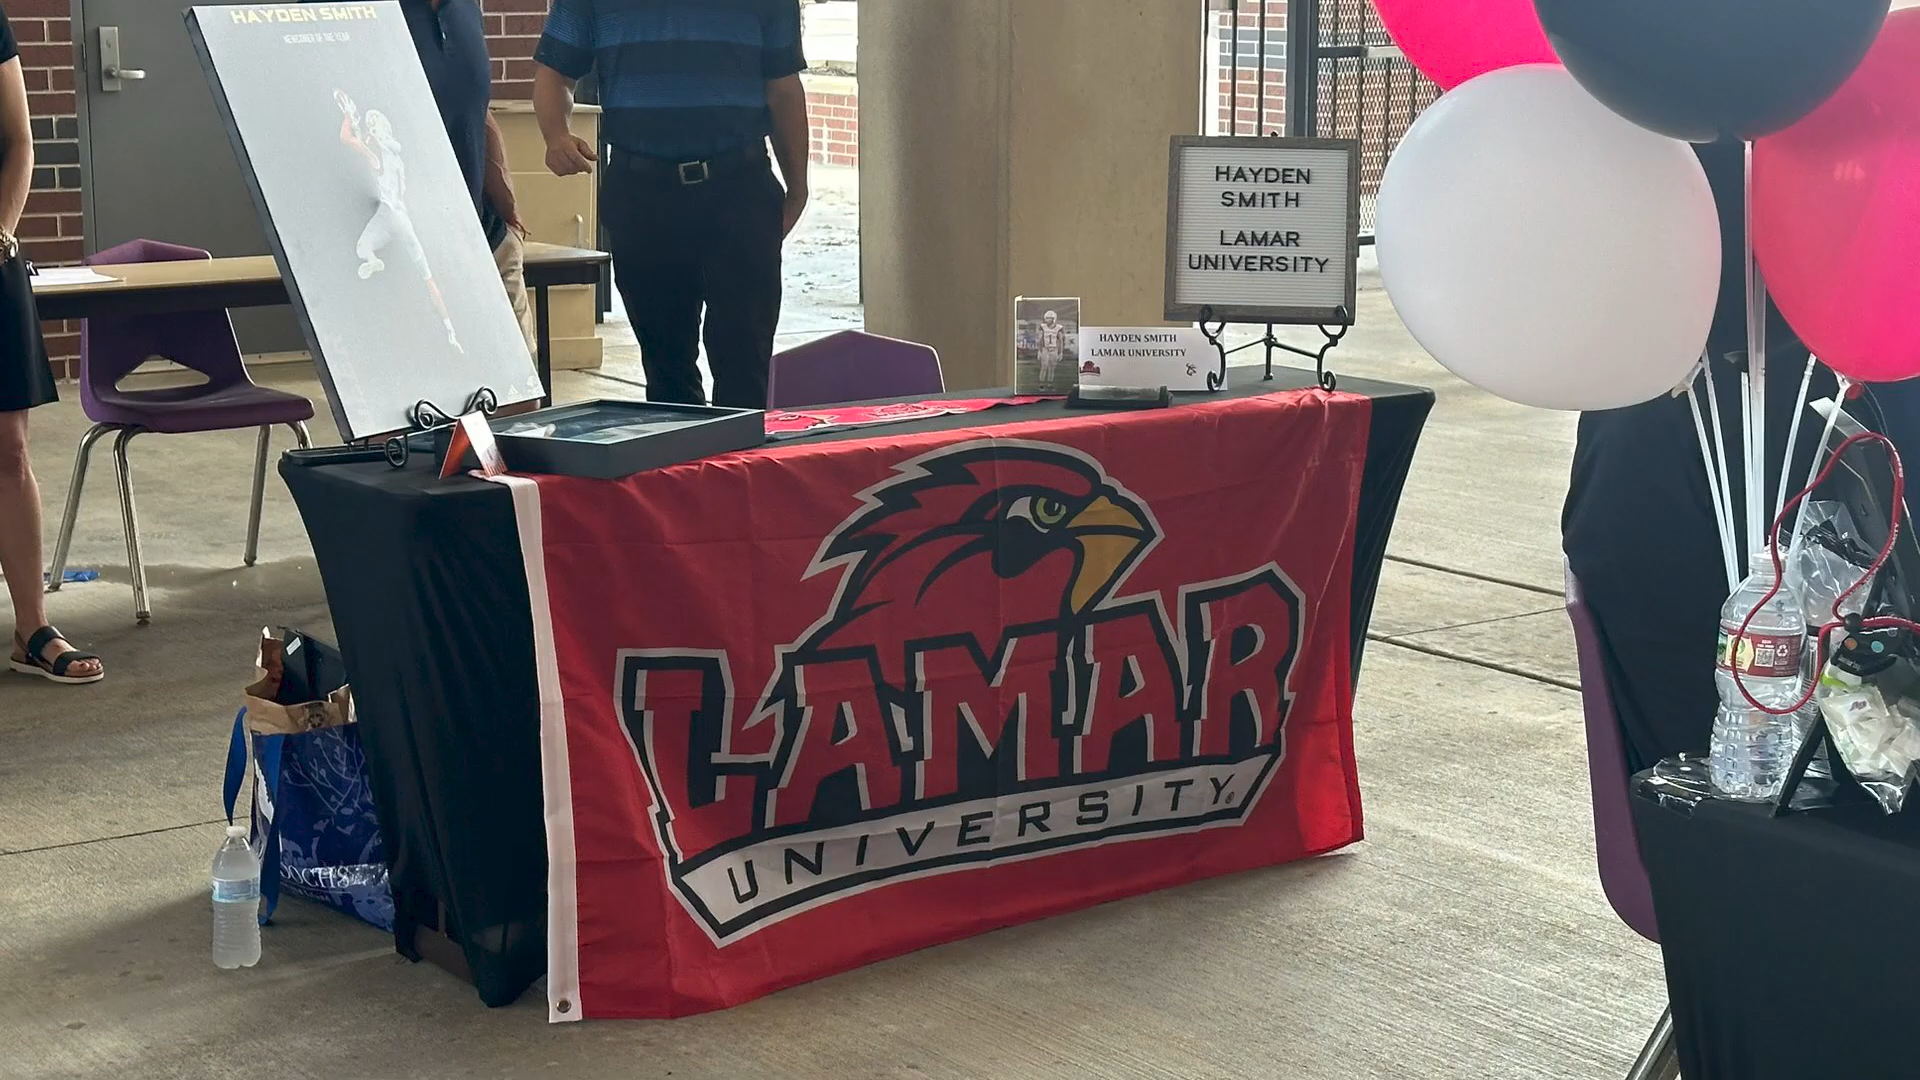 HAYDEN SMITH
NEWCOMER OF THE YEAR
HAYDEN
SMITH
LAMAR
UNIVERSITY
HAYDEN SMITH
LAMAR UNIVERSITY
LAMAR
UNIVERSITY